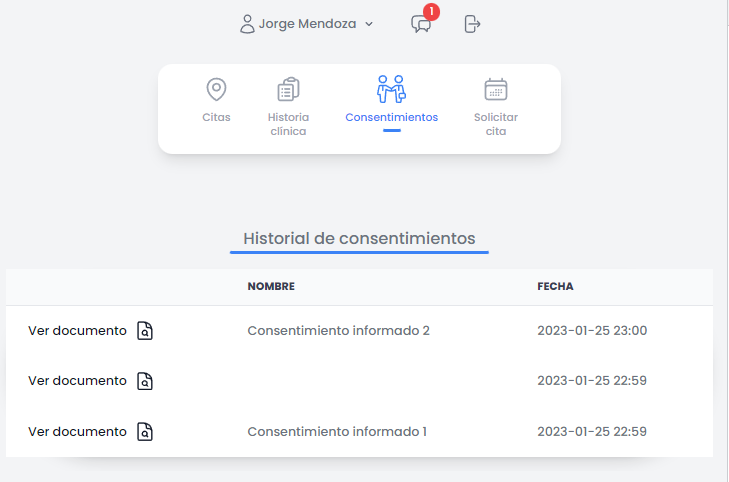 Jorge Mendoza
1
Citas
Historia
clínica
Consentimientos
Solicitar
cita
Historial de consentimientos
NOMBRE FECHA
Ver documento Consentimiento informado 2 2023-01-25 23:00
Ver documento 2023-01-25 22:59
Ver documento Consentimiento informado 1 2023-01-25 22:59